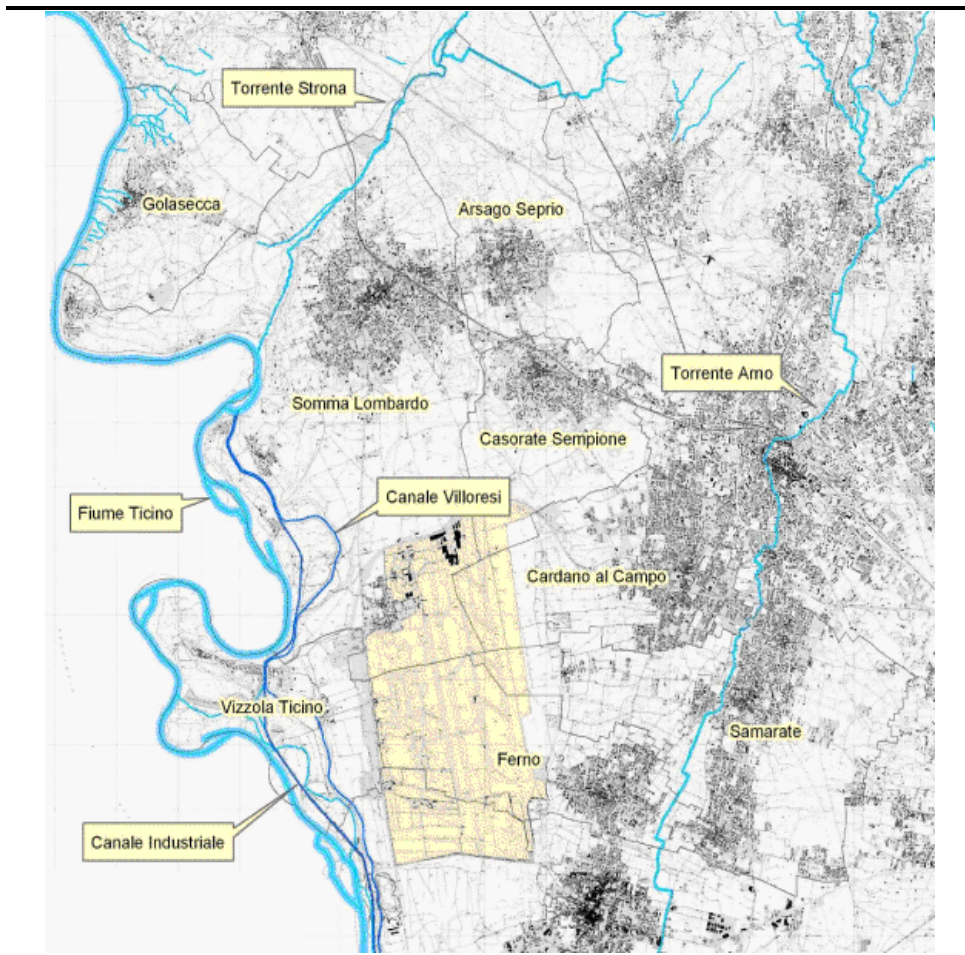 Torrente Strona
Golasecca
Arsago Seprio
Torrente Arno
Somma Lombardo
Casorate Sempione
Canale Villoresi
Fiume Ticino
Cardano al Campo
Vizzola Ticino
Samarate
Ferno
Canale Industriale